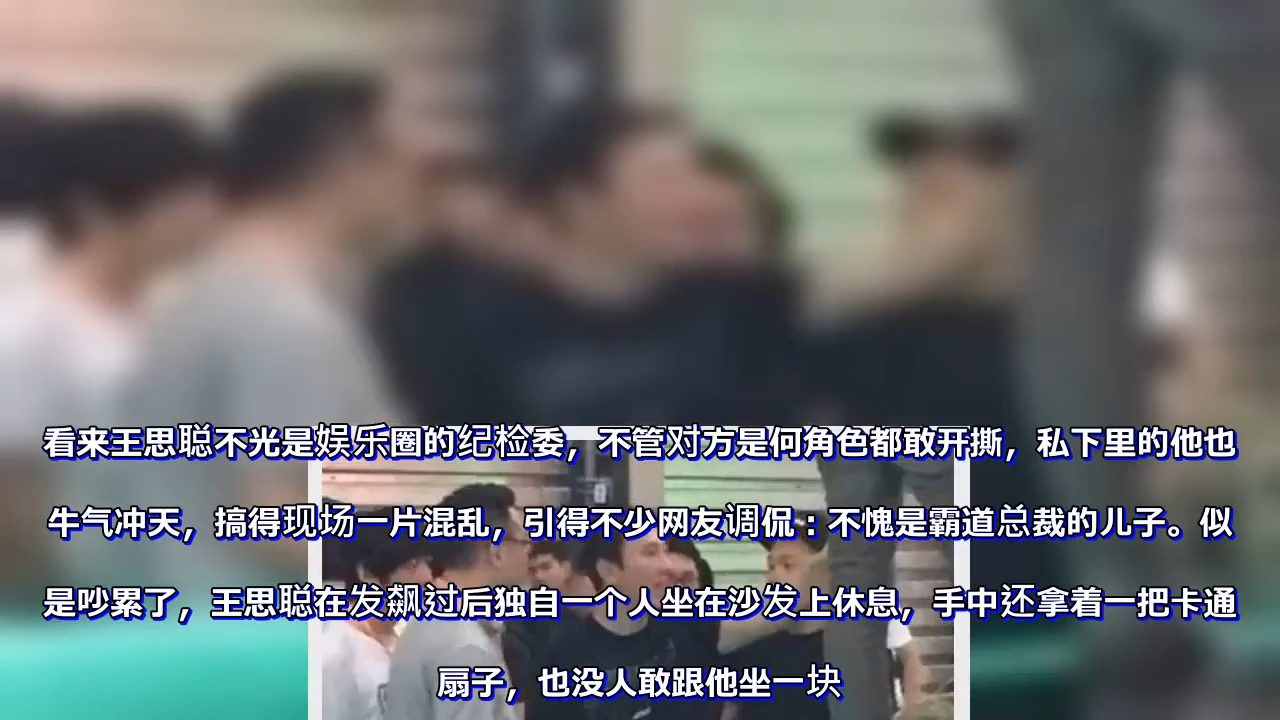 看来王思聪不光是娱乐圈的纪检委，不管对方是何角色都敢开撕，私下里的他也
牛气冲天，搞得现场一片混乱，引得不少网友调侃：不愧是霸道总裁的儿子。似
是吵累了，王思聪在发飙过后独自一个人坐在沙发上休息，手中还拿着一把卡通
扇子，也没人敢跟他坐一块